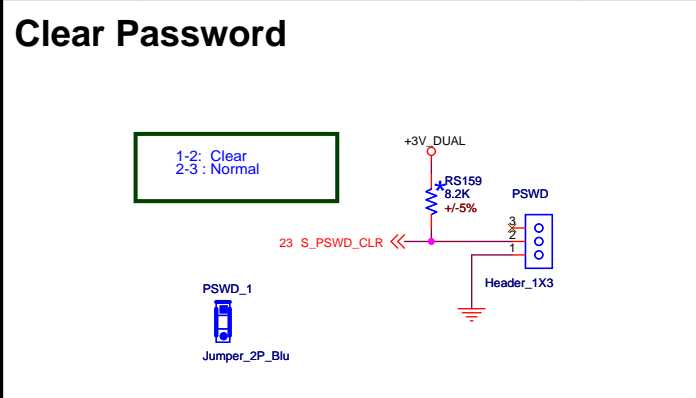 Clear Password
1-2: Clear
2-3 : Normal
+3V_DUAL
*RS159
8.2K
+/-5%
PSWD
3
2
1
23 S_PSWD_CLR
Header_1X3
PSWD_1
Jumper_2P_Blu